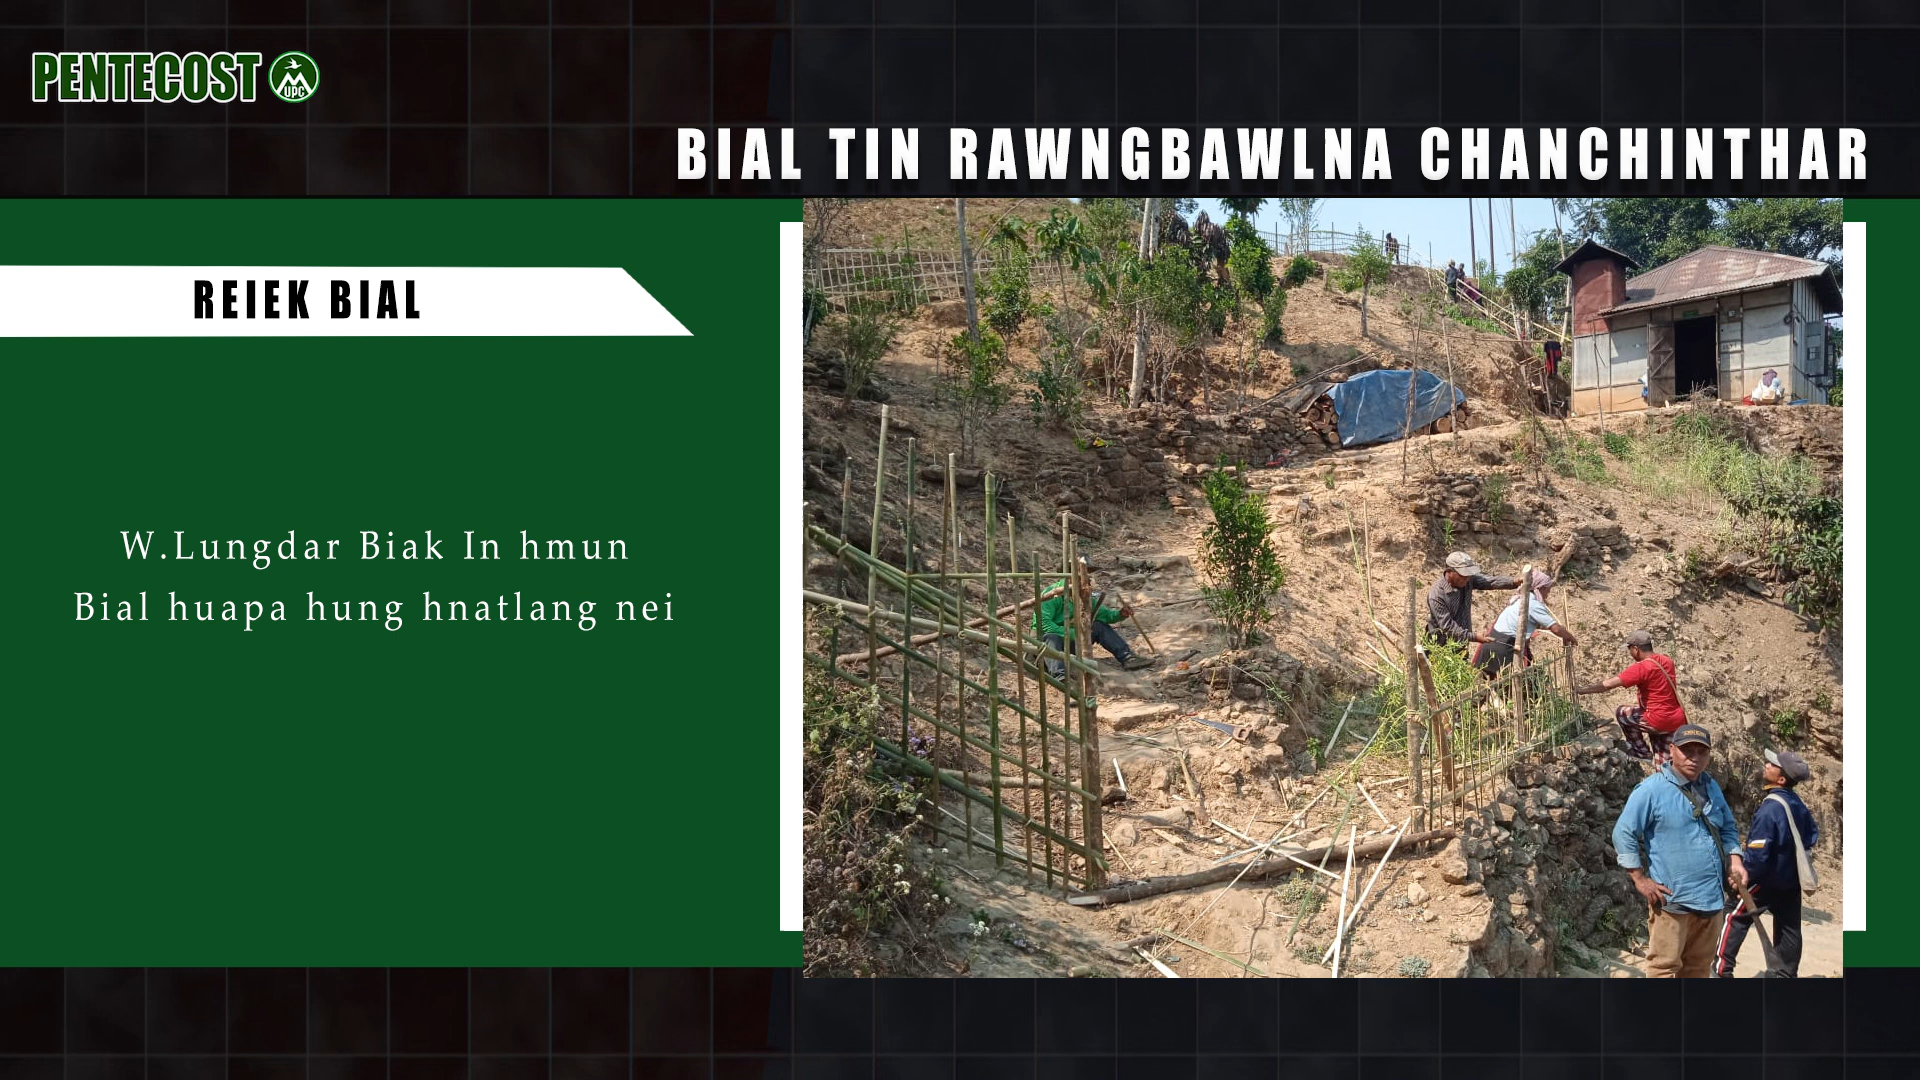 PENTECOST UPC
BIAL TIN RAWNGBAWLNA CHANCHINTHAR
REIEK BIAL
W.Lungdar Biak In hmun
Bial huapa hung hnatlang nei